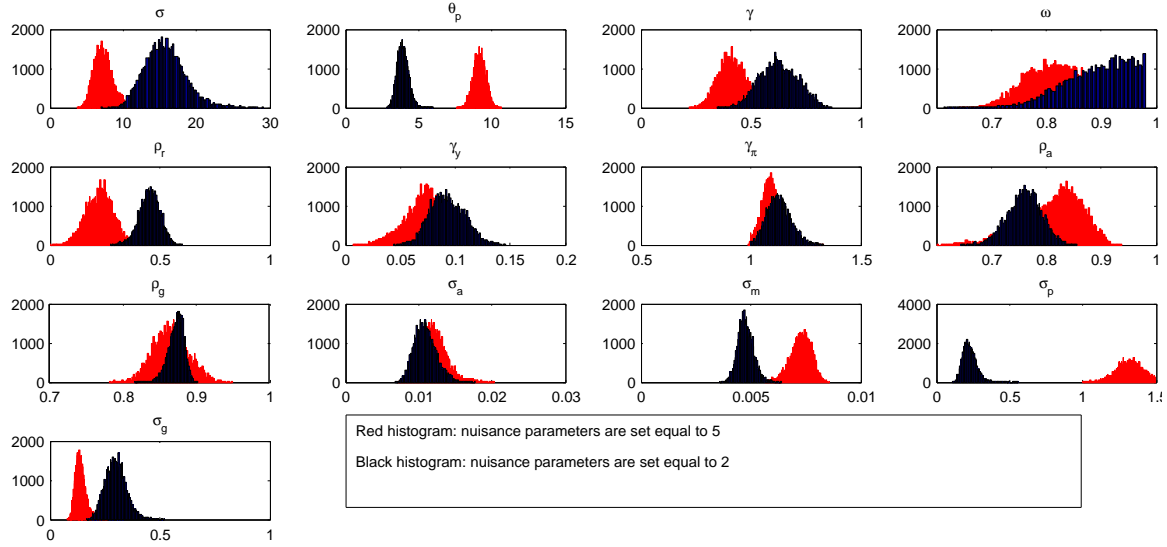 σ
θp
γ
ω
2000 1000 0
0 10 20 30
2000 1000 0
0 5 10 15
2000 1000 0
0 0.5 1
2000 1000 0
0.7 0.8 0.9 1
ρr
γy
γπ
ρa
2000 1000 0
0 0.5 1
2000 1000 0
0 0.05 0.1 0.15 0.2
2000 1000 0
0.5 1 1.5
2000 1000 0
0.7 0.8 0.9 1
ρg
σa
σm
σp
2000 1000 0
0.7 0.8 0.9 1
2000 1000 0
0 0.01 0.02 0.03
2000 1000 0
0 0.005 0.01
4000 2000 0
0 0.5 1 1.5
σg
2000 1000 0
0 0.5 1
Red histogram: nuisance parameters are set equal to 5
Black histogram: nuisance parameters are set equal to 2